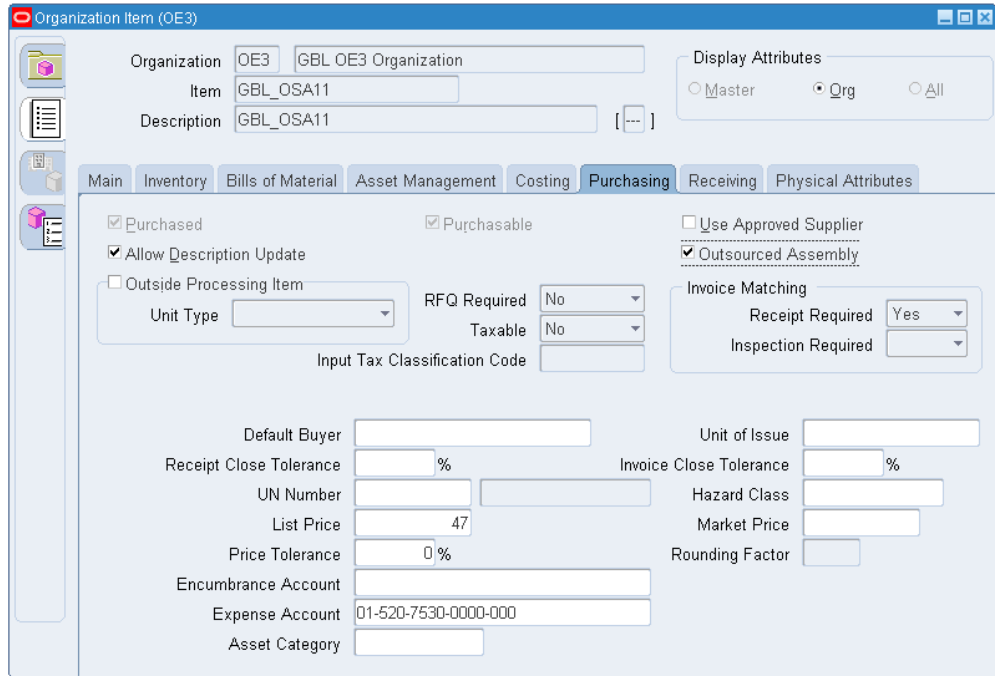 Organization Item (OE3)
Organization OE3 GBL OE3 Organization
Display Attributes
Item GBL_OSA11
Master Org All
Description GBL_OSA11 [ --- ]
Main Inventory Bills of Material Asset Management Costing Purchasing Receiving Physical Attributes
Purchased Purchasable Use Approved Supplier
Allow Description Update Outsourced Assembly
Outside Processing Item
RFQ Required No
Invoice Matching
Unit Type
Receipt Required Yes
Taxable No
Inspection Required
Input Tax Classification Code
Default Buyer Unit of Issue
Receipt Close Tolerance % Invoice Close Tolerance %
UN Number Hazard Class
List Price 47 Market Price
Price Tolerance 0 % Rounding Factor
Encumbrance Account
Expense Account 01-520-7530-0000-000
Asset Category